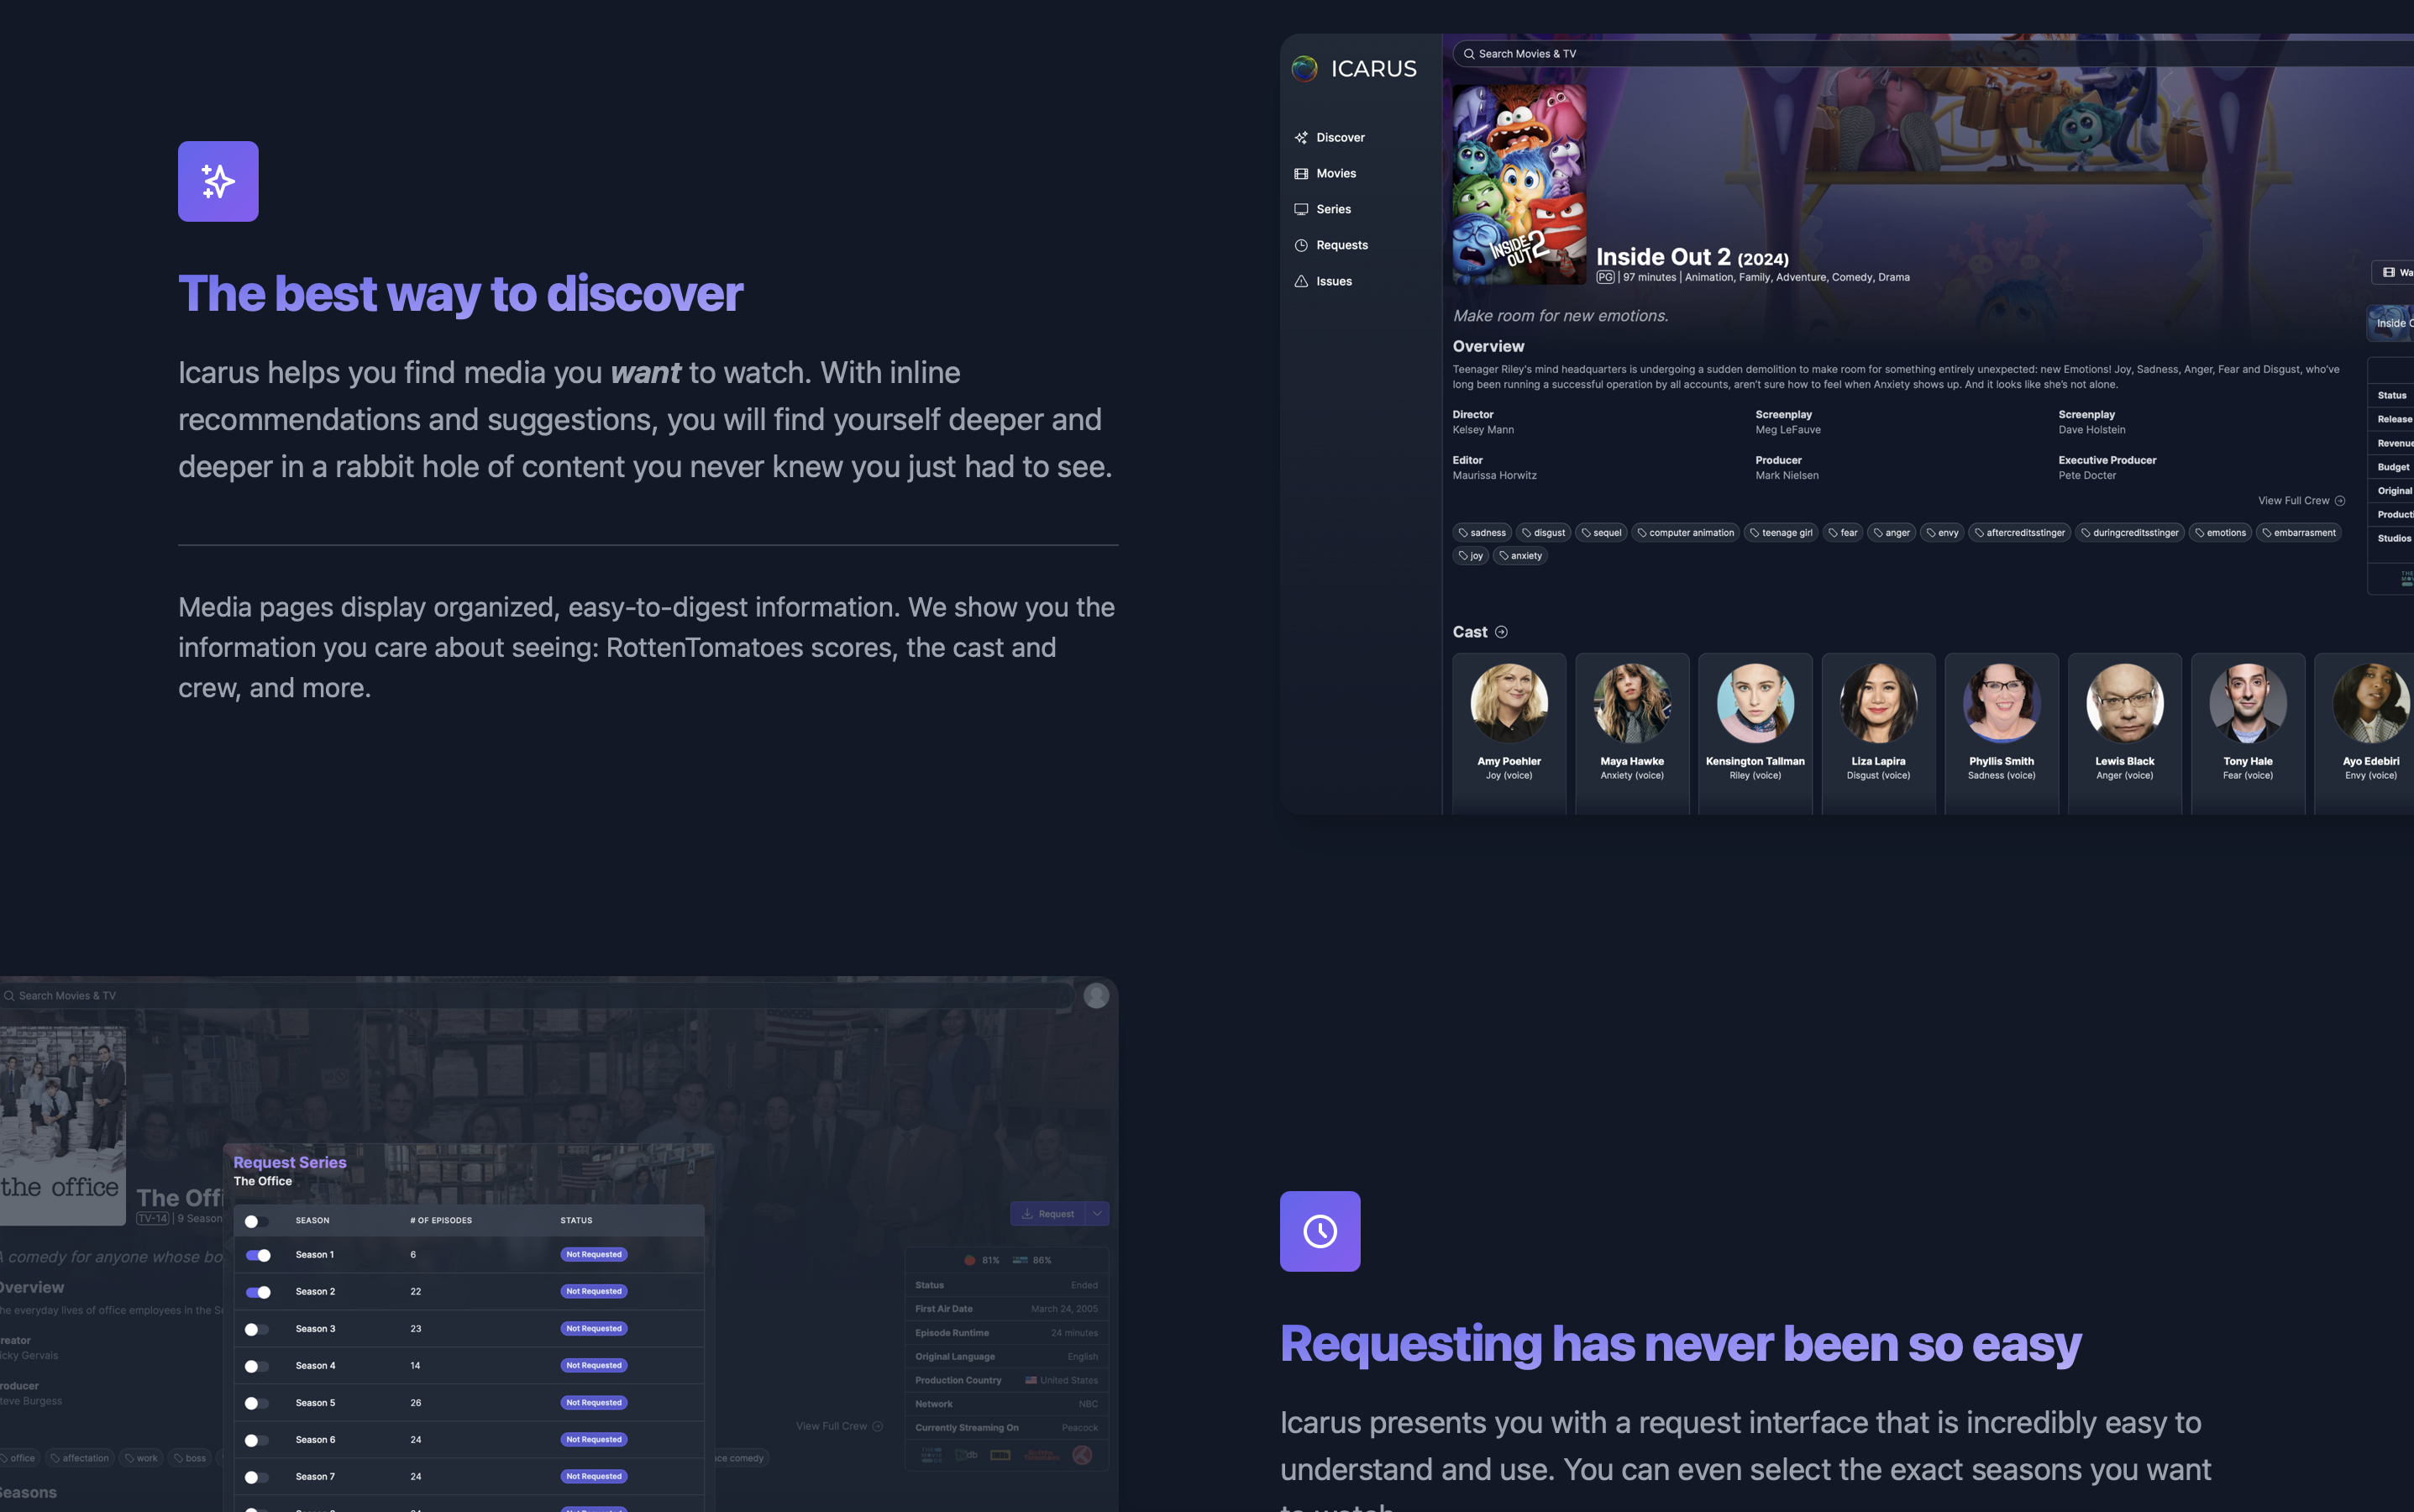 The best way to discover
Icarus helps you find media you want to watch. With inline
recommendations and suggestions, you will find yourself deeper and
deeper in a rabbit hole of content you never knew you just had to see.
Media pages display organized, easy-to-digest information. We show you the
information you care about seeing: RottenTomatoes scores, the cast and
crew, and more.
ICARUS
Discover
Movies
Series
Requests
Issues
Search Movies & TV
INSIDE OUT 2
Inside Out 2 (2024)
PG | 97 minutes | Animation, Family, Adventure, Comedy, Drama
Wa
Make room for new emotions.
Inside O
Overview
Teenager Riley's mind headquarters is undergoing a sudden demolition to make room for something entirely unexpected: new Emotions! Joy, Sadness, Anger, Fear and Disgust, who've
long been running a successful operation by all accounts, aren't sure how to feel when Anxiety shows up. And it looks like she's not alone.
Director Screenplay Screenplay
Kelsey Mann Meg LeFauve Dave Holstein
Editor Producer Executive Producer
Maurissa Horwitz Mark Nielsen Pete Docter
View Full Crew
sadness disgust sequel computer animation teenage girl fear anger envy aftercreditsstinger duringcreditsstinger emotions embarrasment
joy anxiety
Status
Release
Revenue
Budget
Original
Producti
Studios
Cast
Amy Poehler Maya Hawke Kensington Tallman Liza Lapira Phyllis Smith Lewis Black Tony Hale Ayo Edebiri
Joy (voice) Anxiety (voice) Riley (voice) Disgust (voice) Sadness (voice) Anger (voice) Fear (voice) Envy (voice)
Search Movies & TV
the office
The Offi
TV-14 | 9 Season
A comedy for anyone whose bo
Overview
he everyday lives of office employees in the Sc
reator
icky Gervais
roducer
teve Burgess
office affectation work boss
Seasons
Request Series
The Office
SEASON # OF EPISODES STATUS
Season 1 6 Not Requested
Season 2 22 Not Requested
Season 3 23 Not Requested
Season 4 14 Not Requested
Season 5 26 Not Requested
Season 6 24 Not Requested
Season 7 24 Not Requested
Request
81% 86%
Status Ended
First Air Date March 24, 2005
Episode Runtime 24 minutes
Original Language English
Production Country United States
Network NBC
Currently Streaming On Peacock
View Full Crew
ce comedy
Requesting has never been so easy
Icarus presents you with a request interface that is incredibly easy to
understand and use. You can even select the exact seasons you want
to watch.